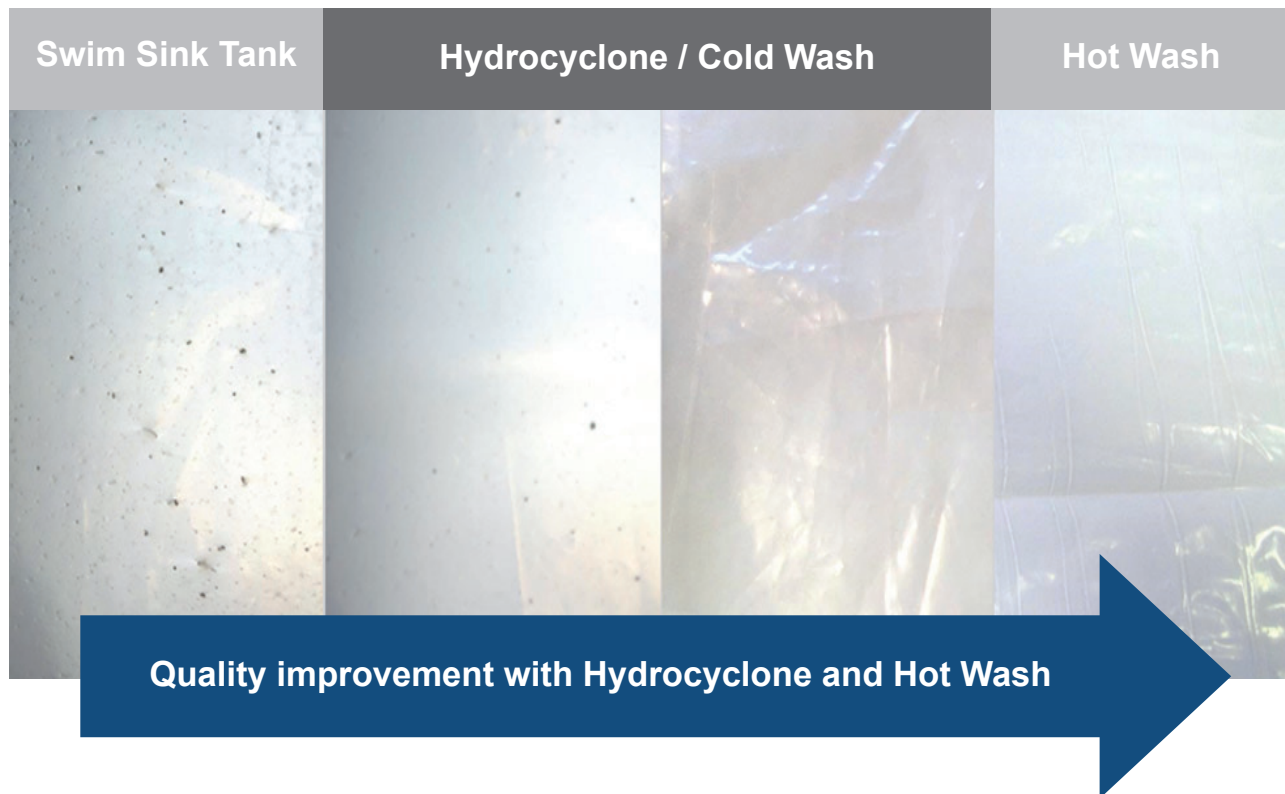 Swim Sink Tank
Hydrocyclone / Cold Wash
Hot Wash
Quality improvement with Hydrocyclone and Hot Wash